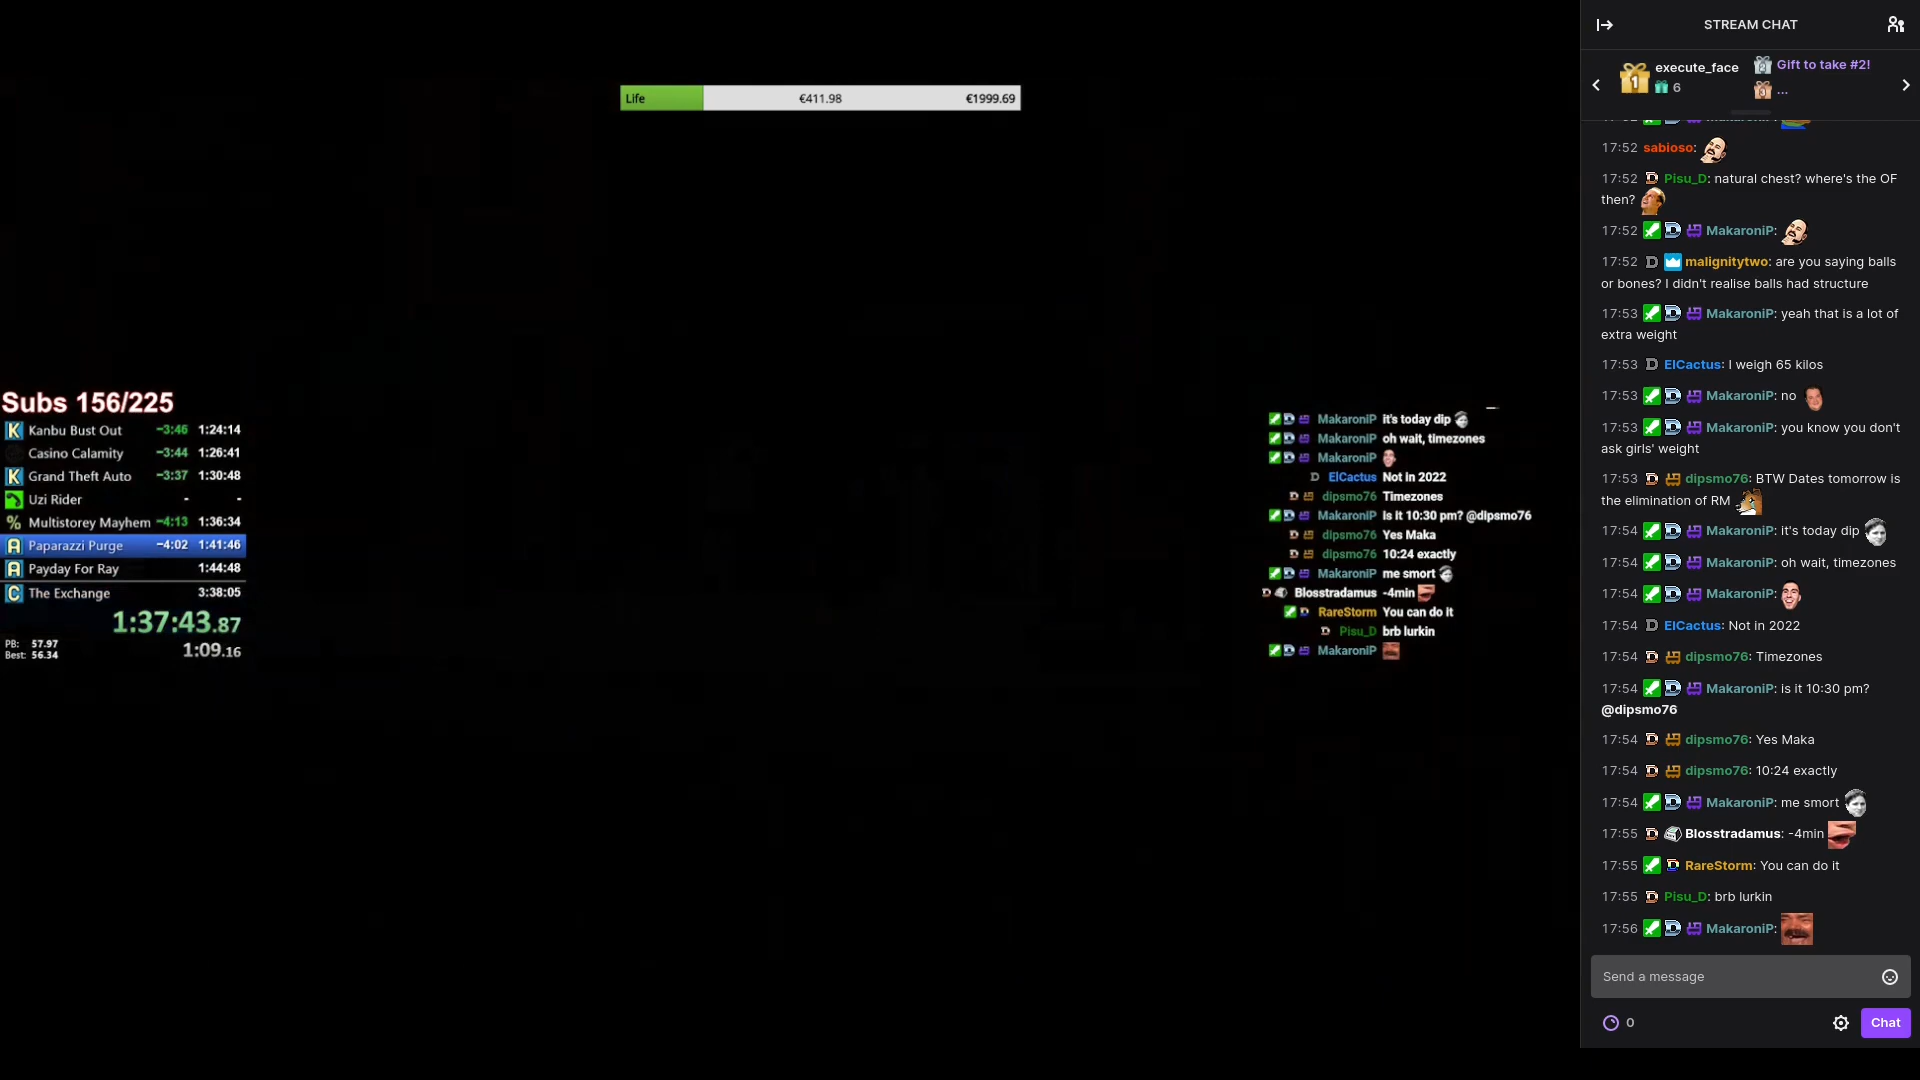 Life €411.98 €1999.69
Subs 156/225
Kanbu Bust Out −3:46 1:24:14
Casino Calamity −3:44 1:26:41
Grand Theft Auto −3:37 1:30:48
Uzi Rider - -
Multistorey Mayhem −4:13 1:36:34
Paparazzi Purge −4:02 1:41:46
Payday For Ray 1:44:48
The Exchange 3:38:05
1:37:43.87
PB: 57.97
Best: 56.34
1:09.16
MakaroniP it's today dip
MakaroniP oh wait, timezones
MakaroniP
ElCactus Not in 2022
dipsmo76 Timezones
MakaroniP Is it 10:30 pm? @dipsmo76
dipsmo76 Yes Maka
dipsmo76 10:24 exactly
MakaroniP me smort
Blosstradamus -4min
RareStorm You can do it
Pisu_D brb lurkin
MakaroniP
STREAM CHAT
execute_face
6
Gift to take #2!
...
17:52 sabioso:
17:52 Pisu_D: natural chest? where's the OF
then?
17:52 MakaroniP:
17:52 malignitytwo: are you saying balls
or bones? I didn't realise balls had structure
17:53 MakaroniP: yeah that is a lot of
extra weight
17:53 ElCactus: I weigh 65 kilos
17:53 MakaroniP: no
17:53 MakaroniP: you know you don't
ask girls' weight
17:53 dipsmo76: BTW Dates tomorrow is
the elimination of RM
17:54 MakaroniP: it's today dip
17:54 MakaroniP: oh wait, timezones
17:54 MakaroniP:
17:54 ElCactus: Not in 2022
17:54 dipsmo76: Timezones
17:54 MakaroniP: is it 10:30 pm?
@dipsmo76
17:54 dipsmo76: Yes Maka
17:54 dipsmo76: 10:24 exactly
17:54 MakaroniP: me smort
17:55 Blosstradamus: -4min
17:55 RareStorm: You can do it
17:55 Pisu_D: brb lurkin
17:56 MakaroniP:
Send a message
0
Chat